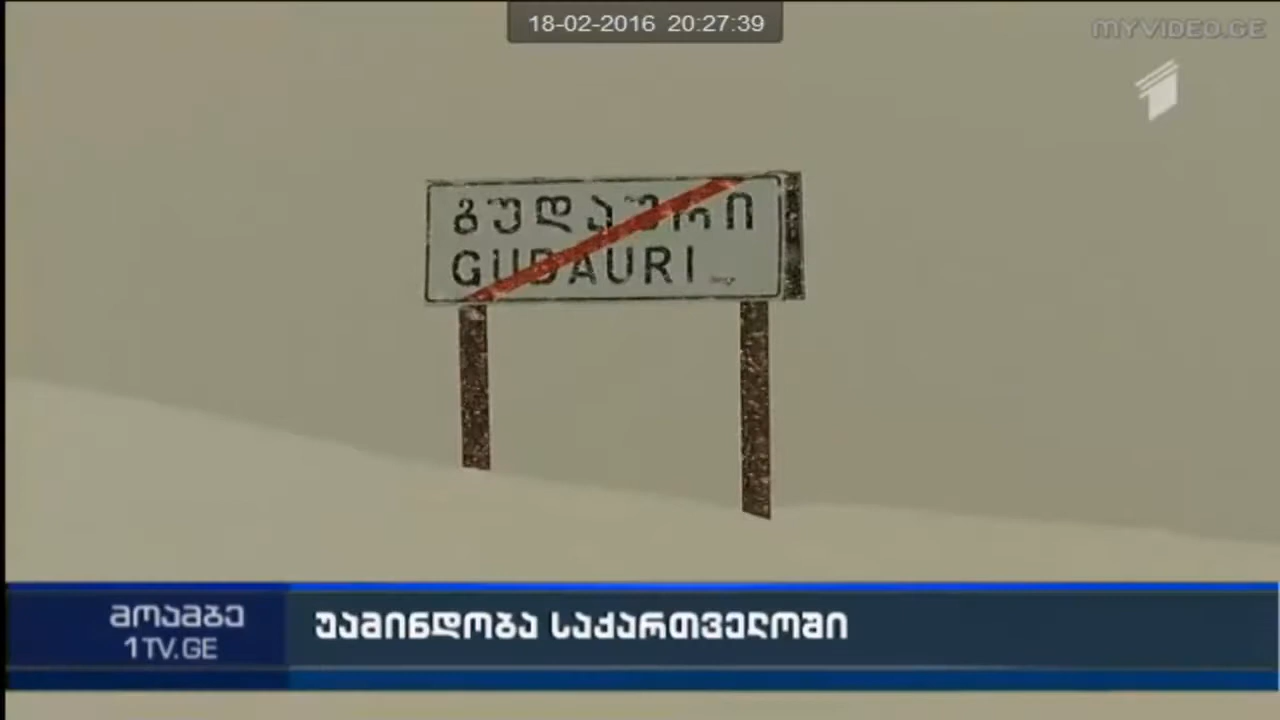 18-02-2016 20:27:39
MYVIDEO.GE
გუდაური
GUDAURI
მოამბე
1TV.GE
უამინდობა საქართველოში